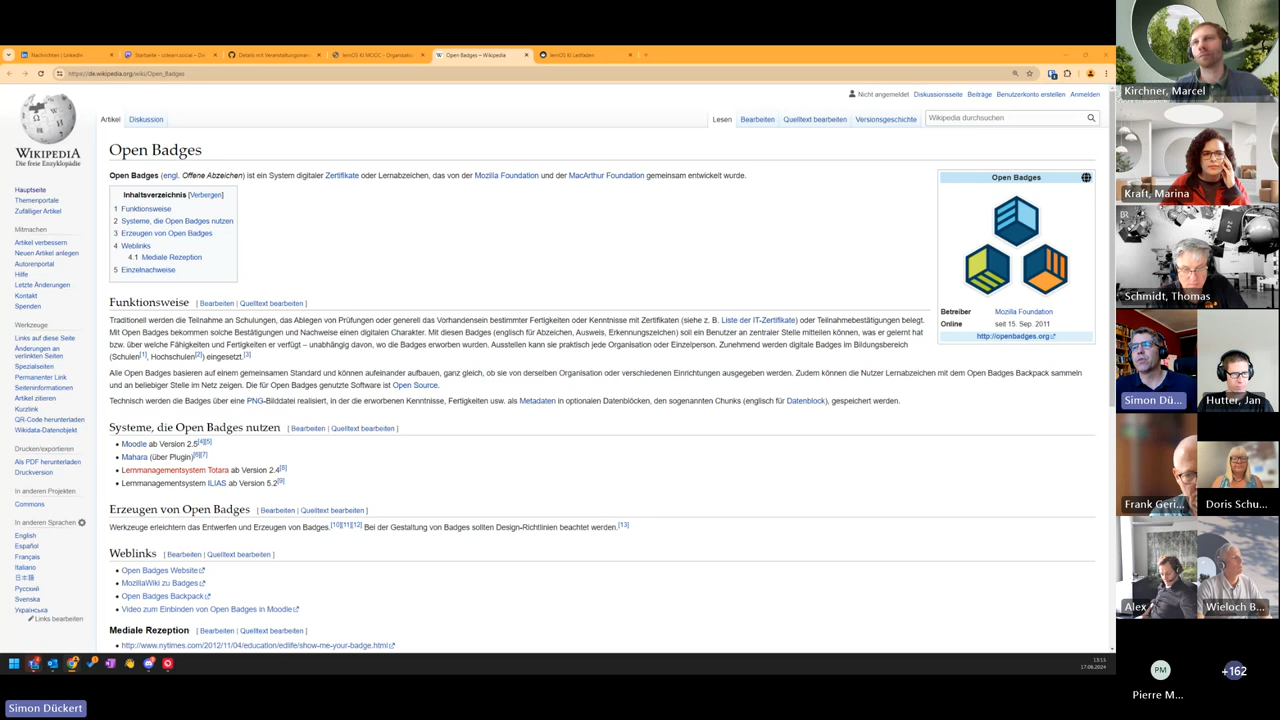 Nachrichten | LinkedIn
Startseite – colearn.social – Di
Details mit Veranstaltungsman
lernOS KI MOOC - Organisatio
Open Badges – Wikipedia
lernOS KI Leitfaden
https://de.wikipedia.org/wiki/Open_Badges
WIKIPEDIA
Die freie Enzyklopädie
Nicht angemeldet Diskussionsseite Beiträge Benutzerkonto erstellen Anmelden
Artikel Diskussion
Lesen Bearbeiten Quelltext bearbeiten Versionsgeschichte Wikipedia durchsuchen
Hauptseite
Themenportale
Zufälliger Artikel
Mitmachen
Artikel verbessern
Neuen Artikel anlegen
Autorenportal
Hilfe
Letzte Änderungen
Kontakt
Spenden
Werkzeuge
Links auf diese Seite
Änderungen an
verlinkten Seiten
Spezialseiten
Permanenter Link
Seiteninformationen
Artikel zitieren
Kurzlink
QR-Code herunterladen
Wikidata-Datenobjekt
Drucken/exportieren
Als PDF herunterladen
Druckversion
In anderen Projekten
Commons
In anderen Sprachen
English
Español
Français
Italiano
日本語
Русский
Svenska
Українська
Links bearbeiten
Open Badges
Open Badges (engl. Offene Abzeichen) ist ein System digitaler Zertifikate oder Lernabzeichen, das von der Mozilla Foundation und der MacArthur Foundation gemeinsam entwickelt wurde.
Inhaltsverzeichnis [Verbergen]
1 Funktionsweise
2 Systeme, die Open Badges nutzen
3 Erzeugen von Open Badges
4 Weblinks
4.1 Mediale Rezeption
5 Einzelnachweise
Open Badges
Betreiber Mozilla Foundation
Online seit 15. Sep. 2011
http://openbadges.org
Funktionsweise [ Bearbeiten | Quelltext bearbeiten ]
Traditionell werden die Teilnahme an Schulungen, das Ablegen von Prüfungen oder generell das Vorhandensein bestimmter Fertigkeiten oder Kenntnisse mit Zertifikaten (siehe z. B. Liste der IT-Zertifikate) oder Teilnahmebestätigungen belegt.
Mit Open Badges bekommen solche Bestätigungen und Nachweise einen digitalen Charakter. Mit diesen Badges (englisch für Abzeichen, Ausweis, Erkennungszeichen) soll ein Benutzer an zentraler Stelle mitteilen können, was er gelernt hat
bzw. über welche Fähigkeiten und Fertigkeiten er verfügt – unabhängig davon, wo die Badges erworben wurden. Ausstellen kann sie praktisch jede Organisation oder Einzelperson. Zunehmend werden digitale Badges im Bildungsbereich
(Schulen[1], Hochschulen[2]) eingesetzt.[3]
Alle Open Badges basieren auf einem gemeinsamen Standard und können aufeinander aufbauen, ganz gleich, ob sie von derselben Organisation oder verschiedenen Einrichtungen ausgegeben werden. Zudem können die Nutzer Lernabzeichen mit dem Open Badges Backpack sammeln
und an beliebiger Stelle im Netz zeigen. Die für Open Badges genutzte Software ist Open Source.
Technisch werden die Badges über eine PNG-Bilddatei realisiert, in der die erworbenen Kenntnisse, Fertigkeiten usw. als Metadaten in optionalen Datenblöcken, den sogenannten Chunks (englisch für Datenblock), gespeichert werden.
Systeme, die Open Badges nutzen [ Bearbeiten | Quelltext bearbeiten ]
Moodle ab Version 2.5[4][5]
Mahara (über Plugin)[6][7]
Lernmanagementsystem Totara ab Version 2.4[8]
Lernmanagementsystem ILIAS ab Version 5.2[9]
Erzeugen von Open Badges [ Bearbeiten | Quelltext bearbeiten ]
Werkzeuge erleichtern das Entwerfen und Erzeugen von Badges.[10][11][12] Bei der Gestaltung von Badges sollten Design-Richtlinien beachtet werden.[13]
Weblinks [ Bearbeiten | Quelltext bearbeiten ]
Open Badges Website
MozillaWiki zu Badges
Open Badges Backpack
Video zum Einbinden von Open Badges in Moodle
Mediale Rezeption [ Bearbeiten | Quelltext bearbeiten ]
http://www.nytimes.com/2012/11/04/education/edlife/show-me-your-badge.html
13:15
17.06.2024
Simon Dückert
Kirchner, Marcel
Kraft, Marina
BR
Schmidt, Thomas
Simon Dü...
Hutter, Jan
Frank Geri...
Doris Schu...
Alex
Wieloch B...
PM
Pierre M...
+162